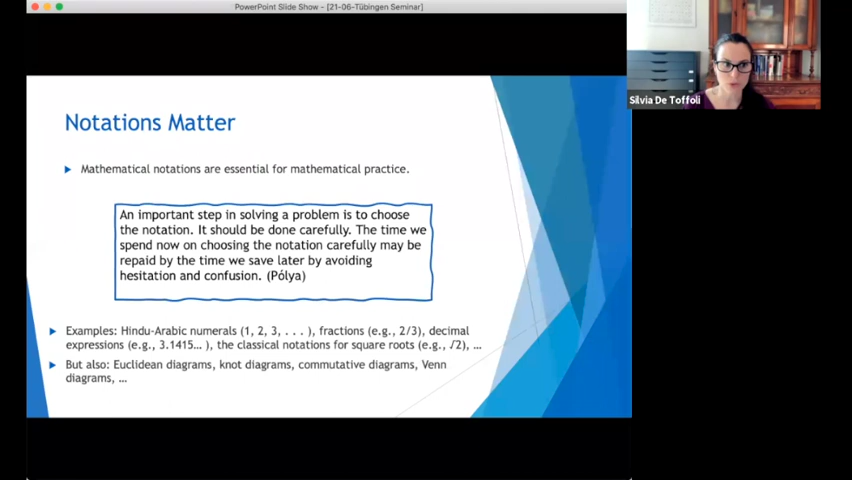 PowerPoint Slide Show - [21-06-Tübingen Seminar]
Silvia De Toffoli
Notations Matter
Mathematical notations are essential for mathematical practice.
An important step in solving a problem is to choose
the notation. It should be done carefully. The time we
spend now on choosing the notation carefully may be
repaid by the time we save later by avoiding
hesitation and confusion. (Pólya)
Examples: Hindu-Arabic numerals (1, 2, 3, . . . ), fractions (e.g., 2/3), decimal
expressions (e.g., 3.1415… ), the classical notations for square roots (e.g., √2), …
But also: Euclidean diagrams, knot diagrams, commutative diagrams, Venn
diagrams, …